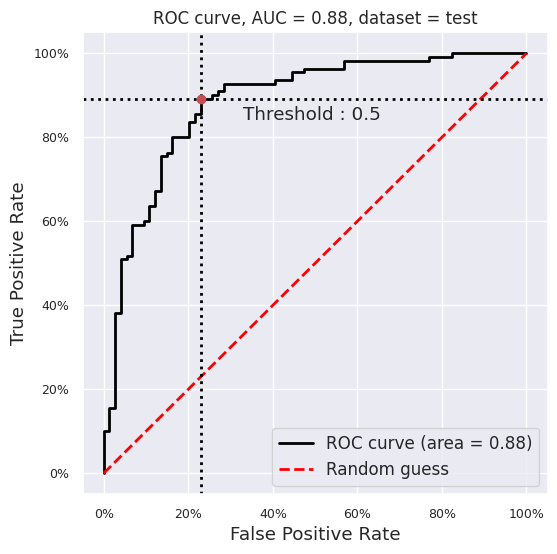 ROC curve, AUC = 0.88, dataset = test
100%
80%
60%
40%
20%
0%
True Positive Rate
Threshold : 0.5
ROC curve (area = 0.88)
Random guess
0% 20% 40% 60% 80% 100%
False Positive Rate